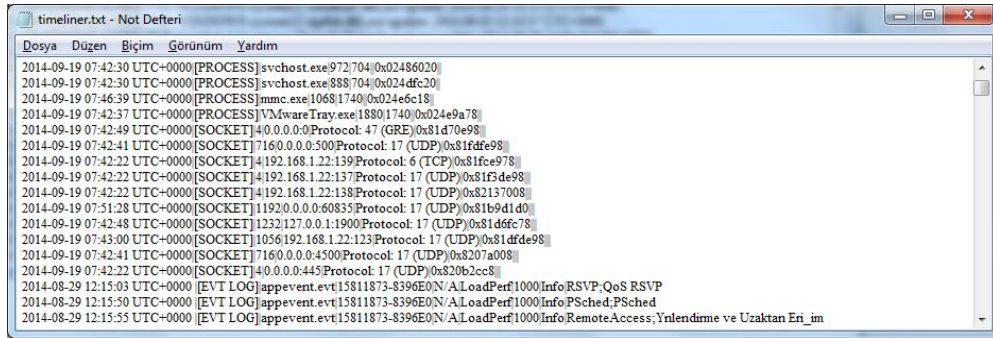 timeliner.txt - Not Defteri
Dosya Düzen Biçim Görünüm Yardım
2014-09-19 07:42:30 UTC+0000|[PROCESS]|svchost.exe|972|704||0x02486020||
2014-09-19 07:42:30 UTC+0000|[PROCESS]|svchost.exe|888|704||0x024dfc20||
2014-09-19 07:46:39 UTC+0000|[PROCESS]|mmc.exe|1068|1740||0x024e6c18||
2014-09-19 07:42:37 UTC+0000|[PROCESS]|VMwareTray.exe|1880|1740||0x024e9a78||
2014-09-19 07:42:49 UTC+0000|[SOCKET]|4|0.0.0.0:0|Protocol: 47 (GRE)|0x81d70e98||
2014-09-19 07:42:41 UTC+0000|[SOCKET]|716|0.0.0.0:500|Protocol: 17 (UDP)|0x81fdfe98||
2014-09-19 07:42:22 UTC+0000|[SOCKET]|4|192.168.1.22:139|Protocol: 6 (TCP)|0x81fce978||
2014-09-19 07:42:22 UTC+0000|[SOCKET]|4|192.168.1.22:137|Protocol: 17 (UDP)|0x81f3de98||
2014-09-19 07:42:22 UTC+0000|[SOCKET]|4|192.168.1.22:138|Protocol: 17 (UDP)|0x82137008||
2014-09-19 07:51:28 UTC+0000|[SOCKET]|1192|0.0.0.0:60835|Protocol: 17 (UDP)|0x81b9d1d0||
2014-09-19 07:42:48 UTC+0000|[SOCKET]|1232|127.0.0.1:1900|Protocol: 17 (UDP)|0x81d6fc78||
2014-09-19 07:43:00 UTC+0000|[SOCKET]|1056|192.168.1.22:123|Protocol: 17 (UDP)|0x81dfde98||
2014-09-19 07:42:41 UTC+0000|[SOCKET]|716|0.0.0.0:4500|Protocol: 17 (UDP)|0x8207a008||
2014-09-19 07:42:22 UTC+0000|[SOCKET]|4|0.0.0.0:445|Protocol: 17 (UDP)|0x820b2cc8||
2014-08-29 12:15:03 UTC+0000 |[EVT LOG]|appevent.evt|15811873-8396E0|N/A|LoadPerf|1000|Info|RSVP;QoS RSVP
2014-08-29 12:15:50 UTC+0000 |[EVT LOG]|appevent.evt|15811873-8396E0|N/A|LoadPerf|1000|Info|PSched;PSched
2014-08-29 12:15:55 UTC+0000 |[EVT LOG]|appevent.evt|15811873-8396E0|N/A|LoadPerf|1000|Info|RemoteAccess;Ynlendirme ve Uzaktan Eri_im